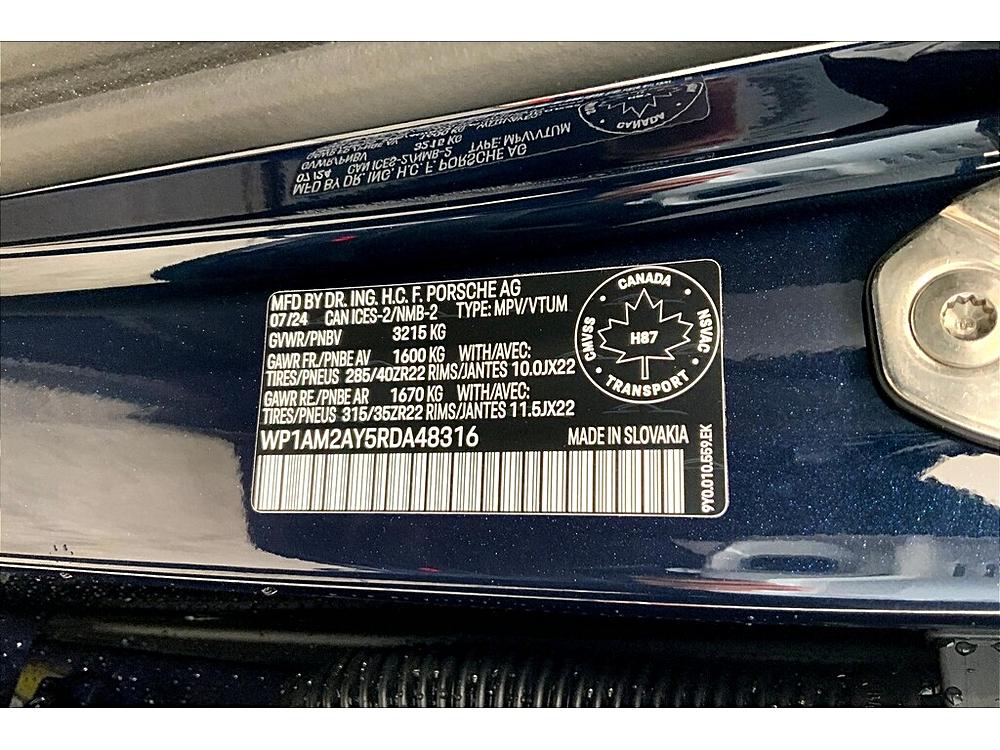 MFD BY DR. ING. H.C. F. PORSCHE AG
07/24 CAN ICES-2/NMB-2 TYPE: MPV/VTUM
GVWR/PNBV 3215 KG
GAWR FR/PNBE AV 1600 KG WITH/AVEC:
TIRES/PNEUS 285/40ZR22 RIMS/JANTES 10.0JX22
GAWR RE./PNBE AR 1670 KG WITH/AVEC:
TIRES/PNEUS 315/35ZR22 RIMS/JANTES 11.5JX22
WP1AM2AY5RDA48316 MADE IN SLOVAKIA
CANADA
CMVSS H87 NSVAC
TRANSPORT
9Y0.010.559.EK